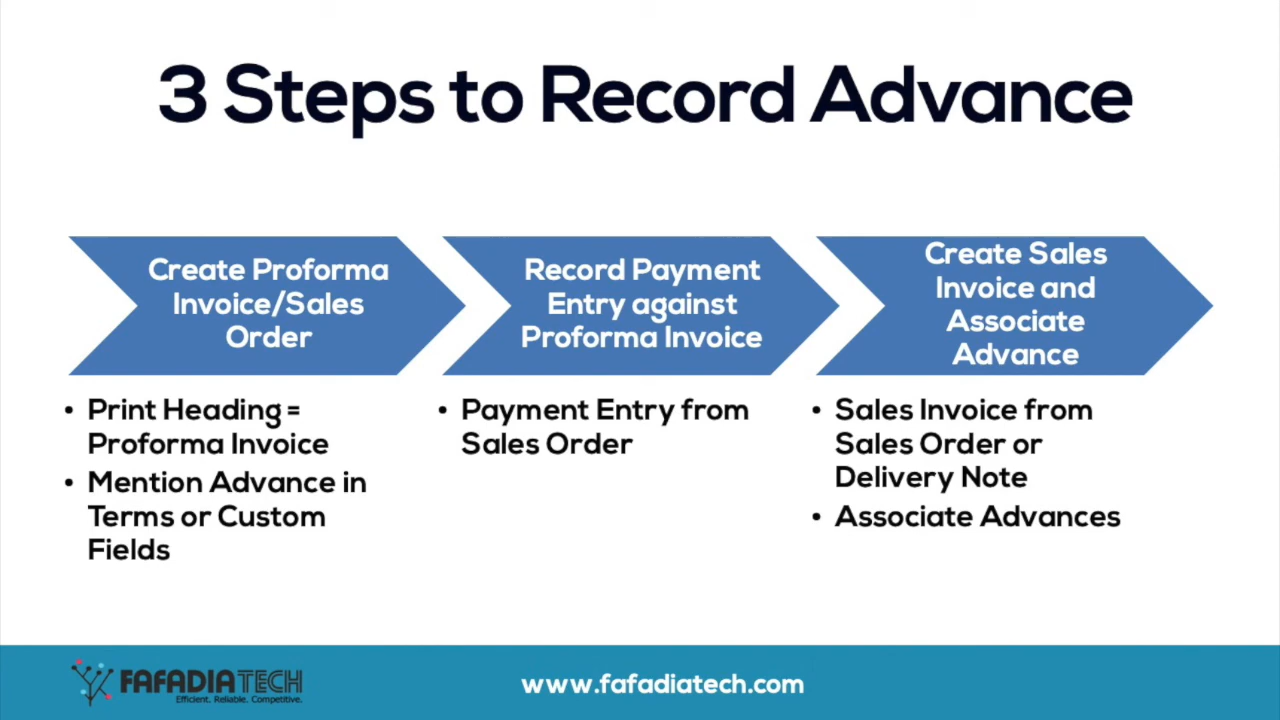 3 Steps to Record Advance
Create Proforma
Invoice/Sales
Order
Record Payment
Entry against
Proforma Invoice
Create Sales
Invoice and
Associate
Advance
• Print Heading =
Proforma Invoice
• Mention Advance in
Terms or Custom
Fields
• Payment Entry from
Sales Order
• Sales Invoice from
Sales Order or
Delivery Note
• Associate Advances
FAFADIATECH
Efficient. Reliable. Competitive.
www.fafadiatech.com